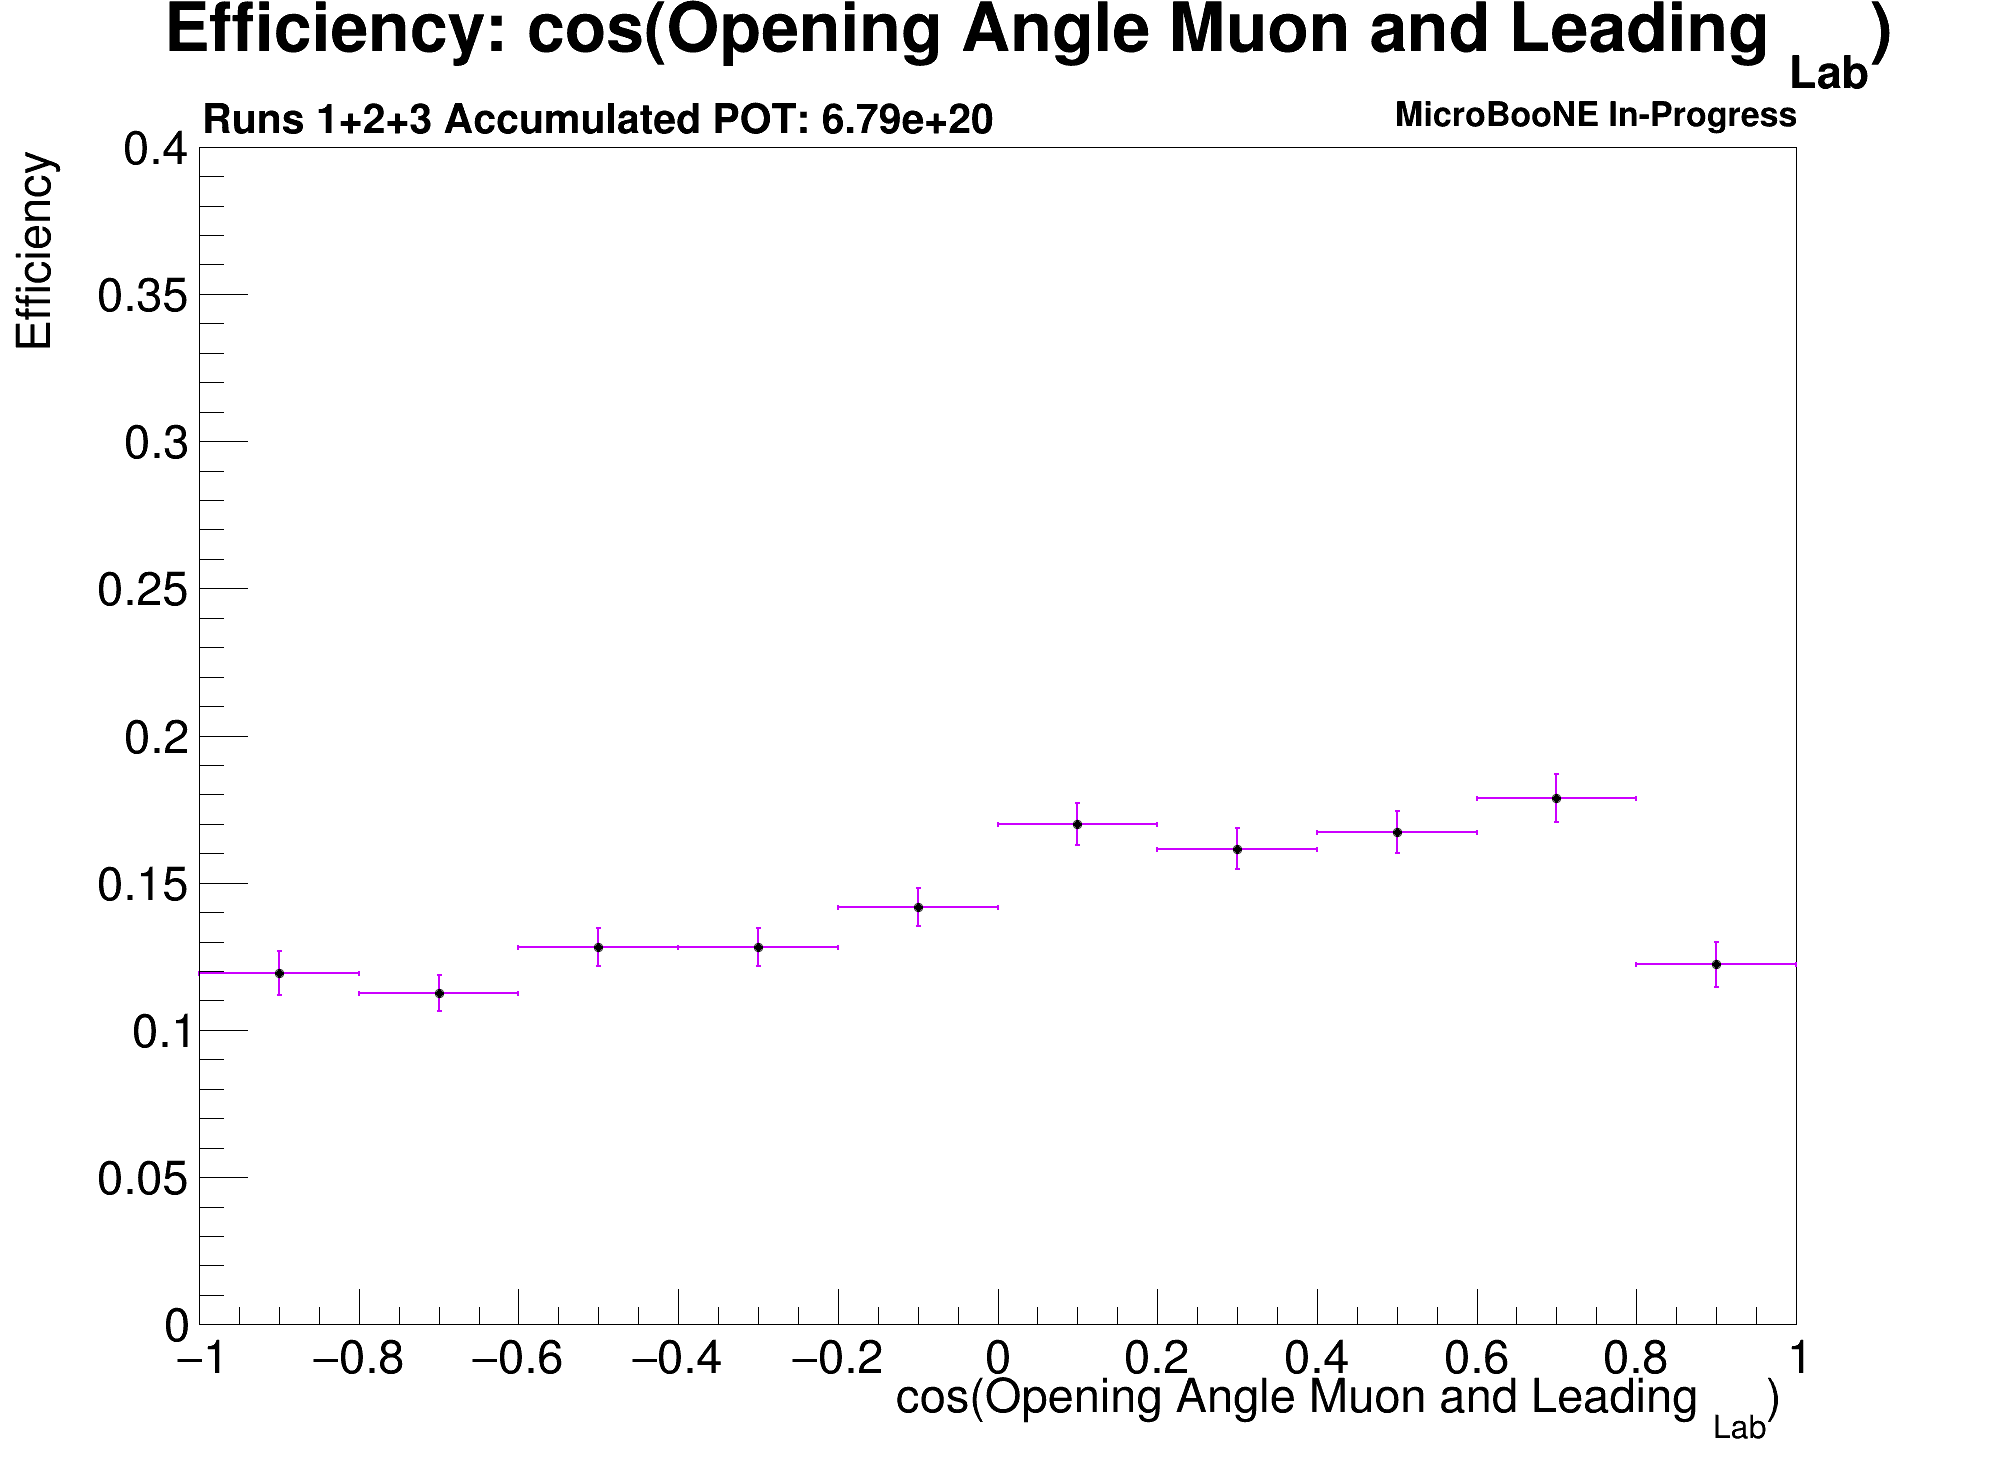 Efficiency: cos(Opening Angle Muon and Leading Lab)
Runs 1+2+3 Accumulated POT: 6.79e+20
MicroBooNE In-Progress
Efficiency
0.4
0.35
0.3
0.25
0.2
0.15
0.1
0.05
0
−1 −0.8 −0.6 −0.4 −0.2 0 0.2 0.4 0.6 0.8 1
cos(Opening Angle Muon and Leading Lab)